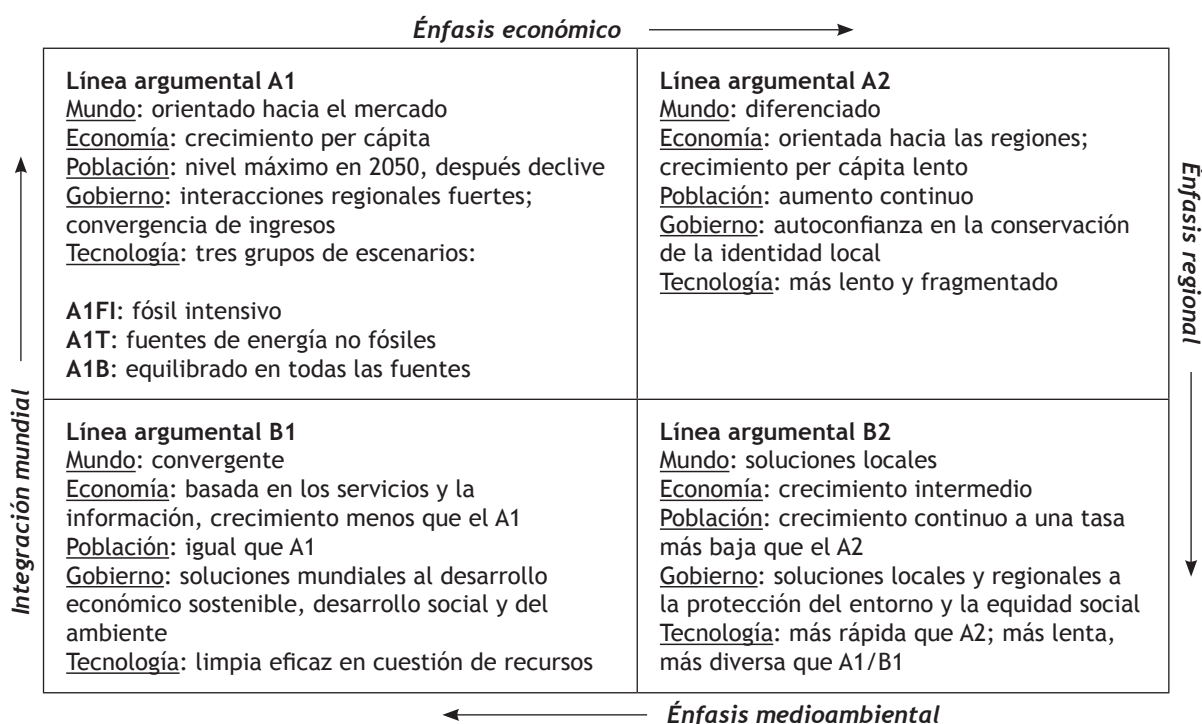 Énfasis económico
Línea argumental A1
Mundo: orientado hacia el mercado
Economía: crecimiento per cápita
Población: nivel máximo en 2050, después declive
Gobierno: interacciones regionales fuertes;
convergencia de ingresos
Tecnología: tres grupos de escenarios:
A1FI: fósil intensivo
A1T: fuentes de energía no fósiles
A1B: equilibrado en todas las fuentes
Línea argumental A2
Mundo: diferenciado
Economía: orientada hacia las regiones;
crecimiento per cápita lento
Población: aumento continuo
Gobierno: autoconfianza en la conservación
de la identidad local
Tecnología: más lento y fragmentado
Línea argumental B1
Mundo: convergente
Economía: basada en los servicios y la
información, crecimiento menos que el A1
Población: igual que A1
Gobierno: soluciones mundiales al desarrollo
económico sostenible, desarrollo social y del
ambiente
Tecnología: limpia eficaz en cuestión de recursos
Línea argumental B2
Mundo: soluciones locales
Economía: crecimiento intermedio
Población: crecimiento continuo a una tasa
más baja que el A2
Gobierno: soluciones locales y regionales a
la protección del entorno y la equidad social
Tecnología: más rápida que A2; más lenta,
más diversa que A1/B1
Integración mundial
Énfasis regional
Énfasis medioambiental